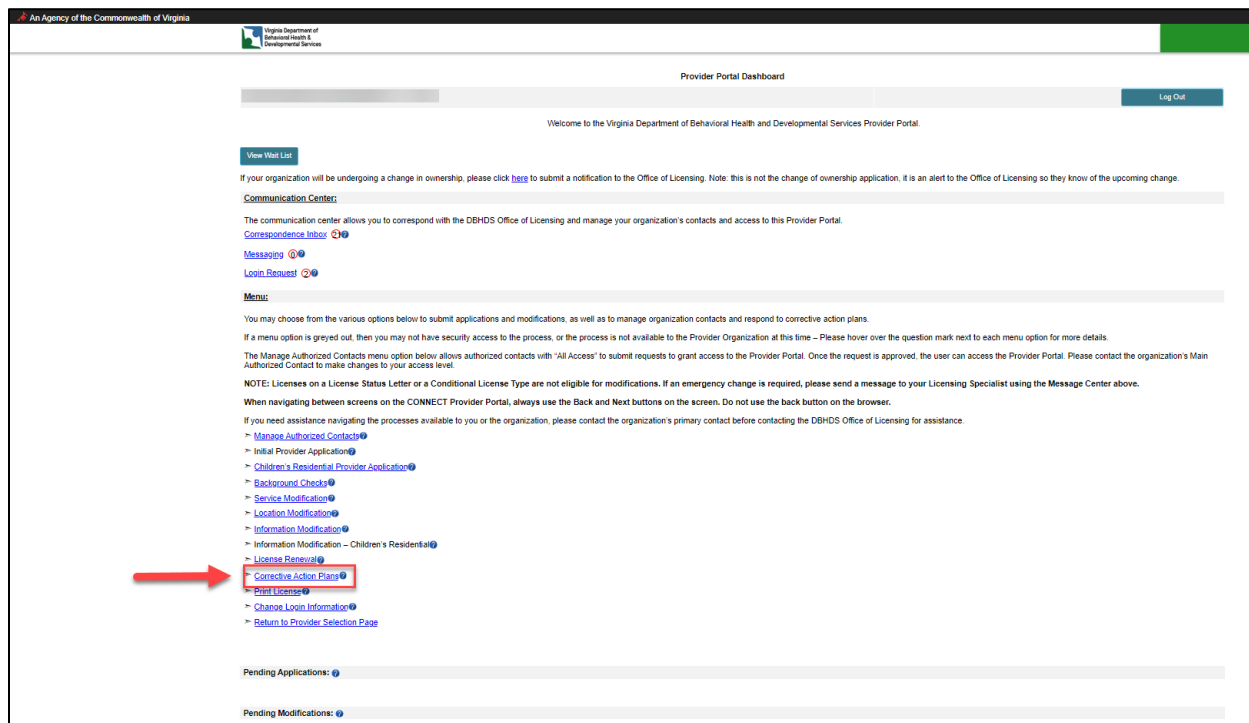 An Agency of the Commonwealth of Virginia
Virginia Department of
Behavioral Health &
Developmental Services
Provider Portal Dashboard
Log Out
Welcome to the Virginia Department of Behavioral Health and Developmental Services Provider Portal.
View Wait List
If your organization will be undergoing a change in ownership, please click here to submit a notification to the Office of Licensing. Note: this is not the change of ownership application, it is an alert to the Office of Licensing so they know of the upcoming change.
Communication Center:
The communication center allows you to correspond with the DBHDS Office of Licensing and manage your organization's contacts and access to this Provider Portal.
Correspondence Inbox 21 ?
Messaging 0 ?
Login Request 2 ?
Menu:
You may choose from the various options below to submit applications and modifications, as well as to manage organization contacts and respond to corrective action plans.
If a menu option is greyed out, then you may not have security access to the process, or the process is not available to the Provider Organization at this time – Please hover over the question mark next to each menu option for more details.
The Manage Authorized Contacts menu option below allows authorized contacts with "All Access" to submit requests to grant access to the Provider Portal. Once the request is approved, the user can access the Provider Portal. Please contact the organization's Main
Authorized Contact to make changes to your access level.
NOTE: Licenses on a License Status Letter or a Conditional License Type are not eligible for modifications. If an emergency change is required, please send a message to your Licensing Specialist using the Message Center above.
When navigating between screens on the CONNECT Provider Portal, always use the Back and Next buttons on the screen. Do not use the back button on the browser.
If you need assistance navigating the processes available to you or the organization, please contact the organization's primary contact before contacting the DBHDS Office of Licensing for assistance.
➣ Manage Authorized Contacts ?
➣ Initial Provider Application ?
➣ Children's Residential Provider Application ?
➣ Background Checks ?
➣ Service Modification ?
➣ Location Modification ?
➣ Information Modification ?
➣ Information Modification – Children's Residential ?
➣ License Renewal ?
➣ Corrective Action Plans ?
➣ Print License ?
➣ Change Login Information ?
➣ Return to Provider Selection Page
Pending Applications: ?
Pending Modifications: ?